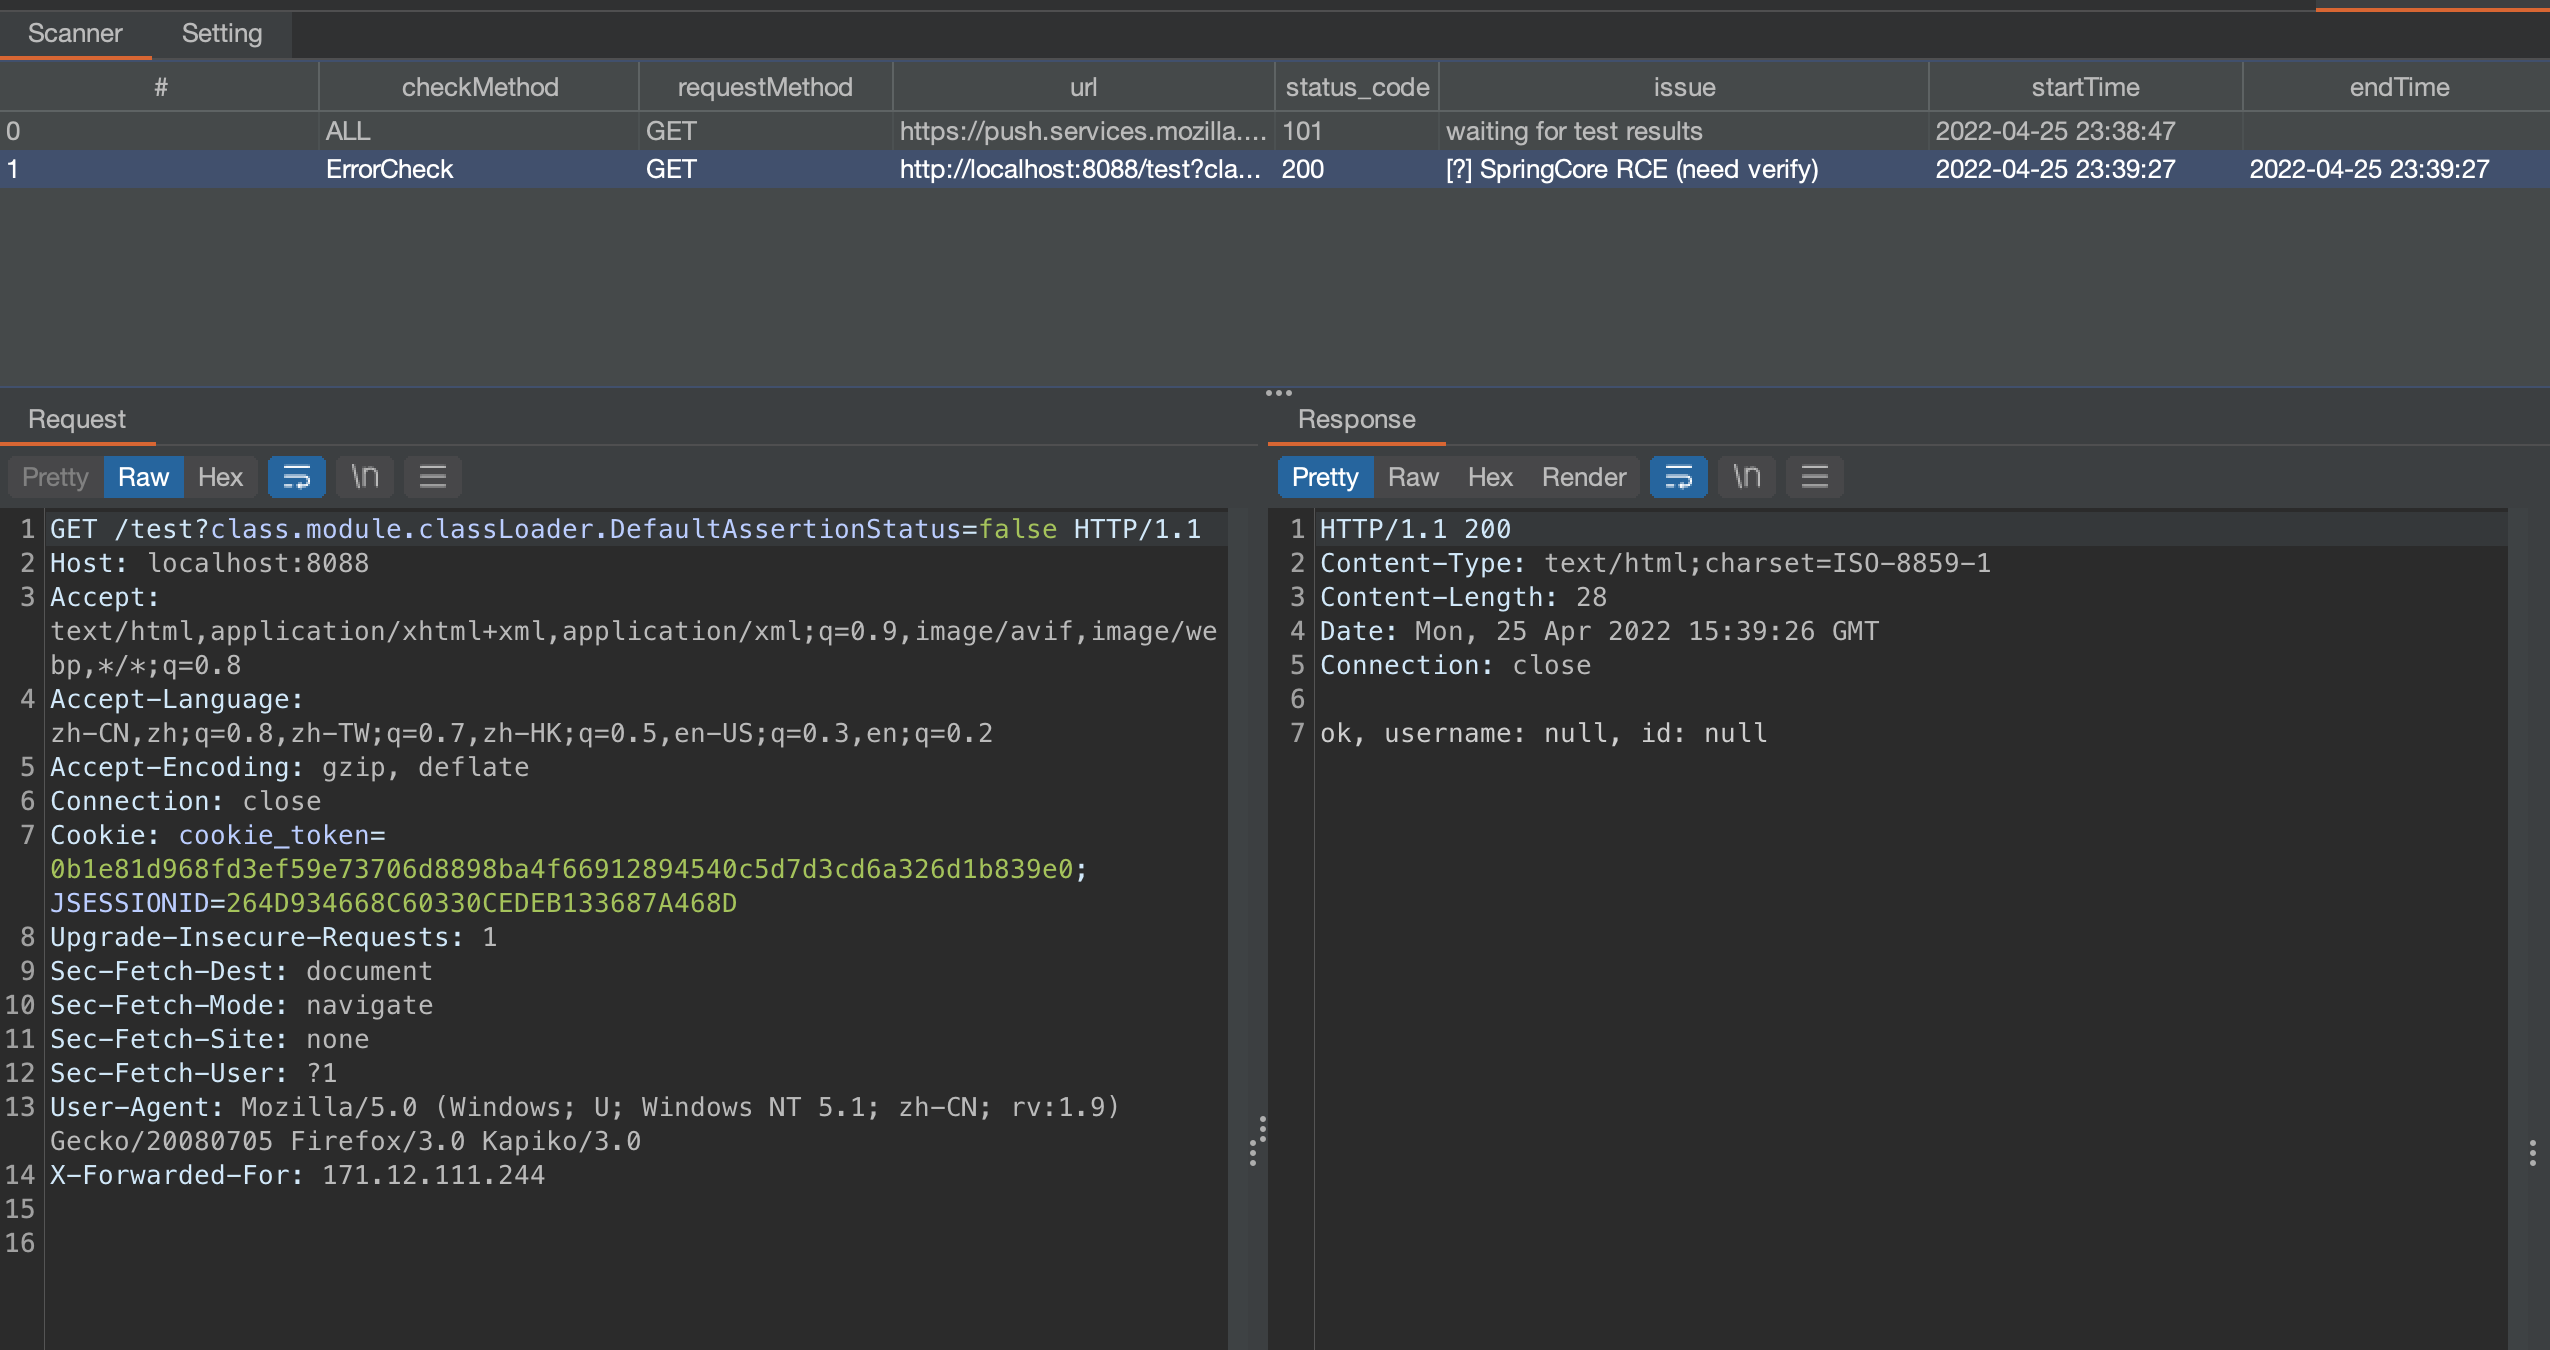 Scanner Setting
# checkMethod requestMethod url status_code issue startTime endTime
0 ALL GET https://push.services.mozilla.... 101 waiting for test results 2022-04-25 23:38:47
1 ErrorCheck GET http://localhost:8088/test?cla... 200 [?] SpringCore RCE (need verify) 2022-04-25 23:39:27 2022-04-25 23:39:27
Request
Pretty Raw Hex \n
1 GET /test?class.module.classLoader.DefaultAssertionStatus=false HTTP/1.1
2 Host: localhost:8088
3 Accept:
text/html,application/xhtml+xml,application/xml;q=0.9,image/avif,image/we
bp,*/*;q=0.8
4 Accept-Language:
zh-CN,zh;q=0.8,zh-TW;q=0.7,zh-HK;q=0.5,en-US;q=0.3,en;q=0.2
5 Accept-Encoding: gzip, deflate
6 Connection: close
7 Cookie: cookie_token=
0b1e81d968fd3ef59e73706d8898ba4f66912894540c5d7d3cd6a326d1b839e0;
JSESSIONID=264D934668C60330CEDEB133687A468D
8 Upgrade-Insecure-Requests: 1
9 Sec-Fetch-Dest: document
10 Sec-Fetch-Mode: navigate
11 Sec-Fetch-Site: none
12 Sec-Fetch-User: ?1
13 User-Agent: Mozilla/5.0 (Windows; U; Windows NT 5.1; zh-CN; rv:1.9)
Gecko/20080705 Firefox/3.0 Kapiko/3.0
14 X-Forwarded-For: 171.12.111.244
15
16
Response
Pretty Raw Hex Render \n
1 HTTP/1.1 200
2 Content-Type: text/html;charset=ISO-8859-1
3 Content-Length: 28
4 Date: Mon, 25 Apr 2022 15:39:26 GMT
5 Connection: close
6
7 ok, username: null, id: null